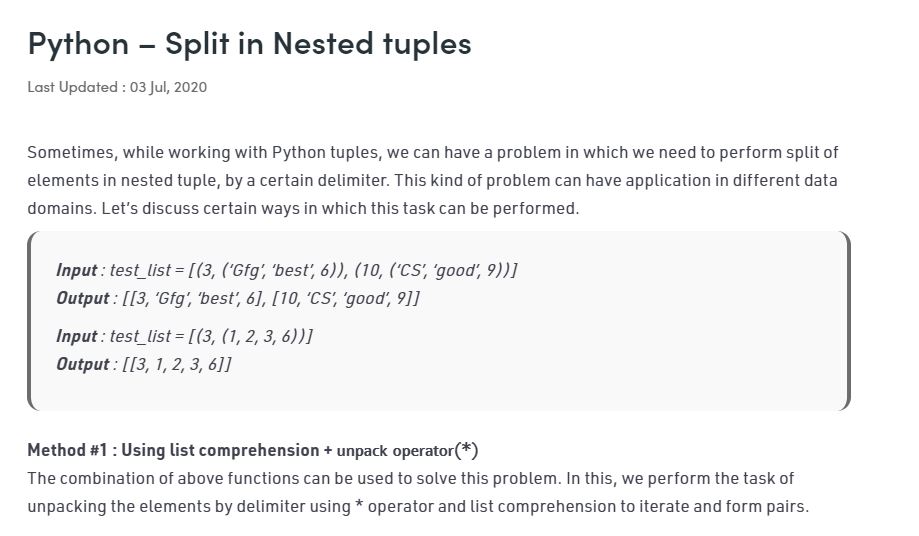 Python – Split in Nested tuples
Last Updated : 03 Jul, 2020
Sometimes, while working with Python tuples, we can have a problem in which we need to perform split of
elements in nested tuple, by a certain delimiter. This kind of problem can have application in different data
domains. Let’s discuss certain ways in which this task can be performed.
Input : test_list = [(3, (‘Gfg’, ‘best’, 6)), (10, (‘CS’, ‘good’, 9))]
Output : [[3, ‘Gfg’, ‘best’, 6], [10, ‘CS’, ‘good’, 9]]
Input : test_list = [(3, (1, 2, 3, 6))]
Output : [[3, 1, 2, 3, 6]]
Method #1 : Using list comprehension + unpack operator(*)
The combination of above functions can be used to solve this problem. In this, we perform the task of
unpacking the elements by delimiter using * operator and list comprehension to iterate and form pairs.